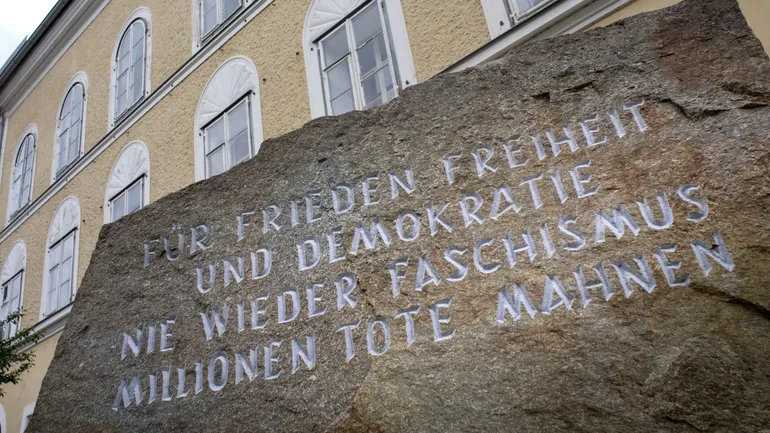 FÜR FRIEDEN FREIHEIT
UND DEMOKRATIE
NIE WIEDER FASCHISMUS
MILLIONEN TOTE MAHNEN